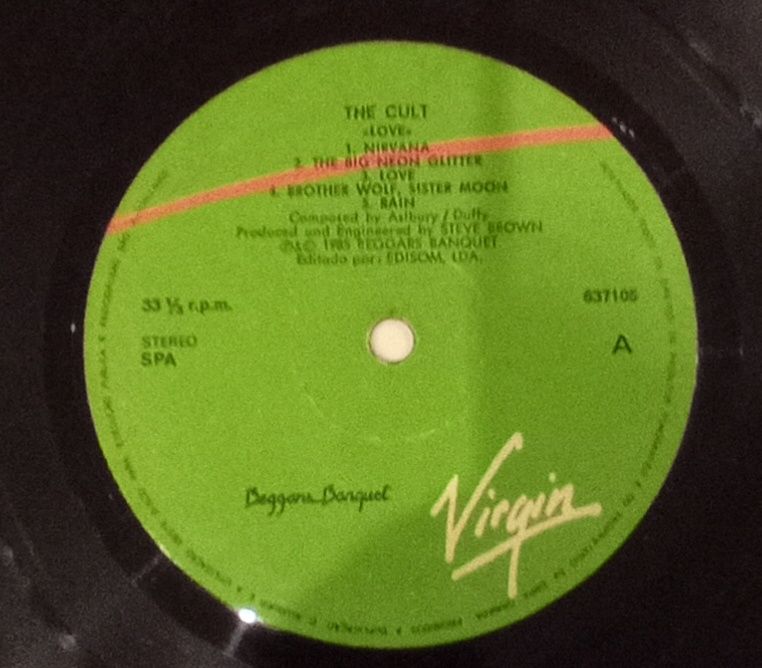 THE CULT
«LOVE»
1. NIRVANA
2. THE BIG NEON GLITTER
3. LOVE
4. BROTHER WOLF, SISTER MOON
5. RAIN
Composed by Astbury / Duffy
Produced and Engineered by STEVE BROWN
℗&© 1985 BEGGARS BANQUET
Editado por: EDISOM, LDA.
33 ⅓ r.p.m.
637105
STEREO
SPA
A
Beggars Banquet
Virgin